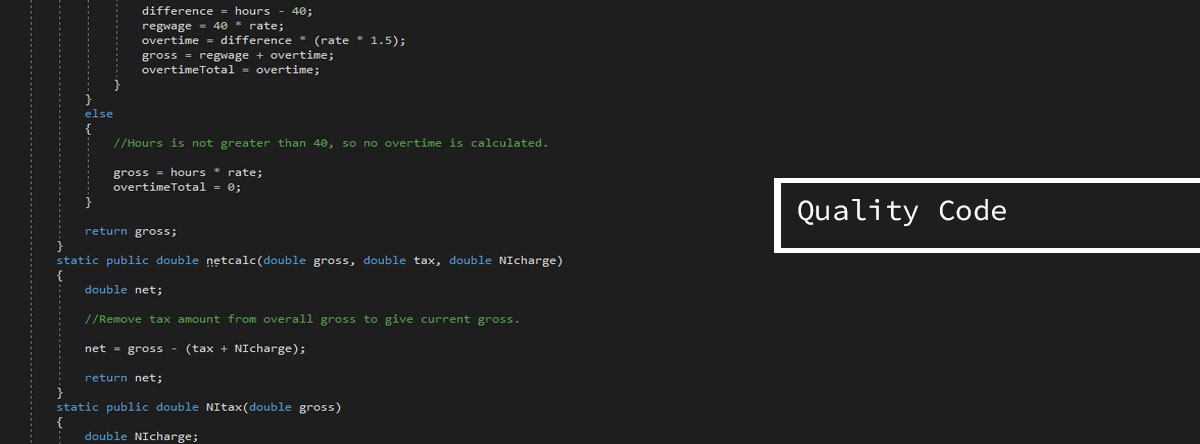 difference = hours - 40;
regwage = 40 * rate;
overtime = difference * (rate * 1.5);
gross = regwage + overtime;
overtimeTotal = overtime;
}
}
else
{
//Hours is not greater than 40, so no overtime is calculated.
gross = hours * rate;
overtimeTotal = 0;
}
return gross;
}
static public double netcalc(double gross, double tax, double NIcharge)
{
double net;
//Remove tax amount from overall gross to give current gross.
net = gross - (tax + NIcharge);
return net;
}
static public double NItax(double gross)
{
double NIcharge;
Quality Code